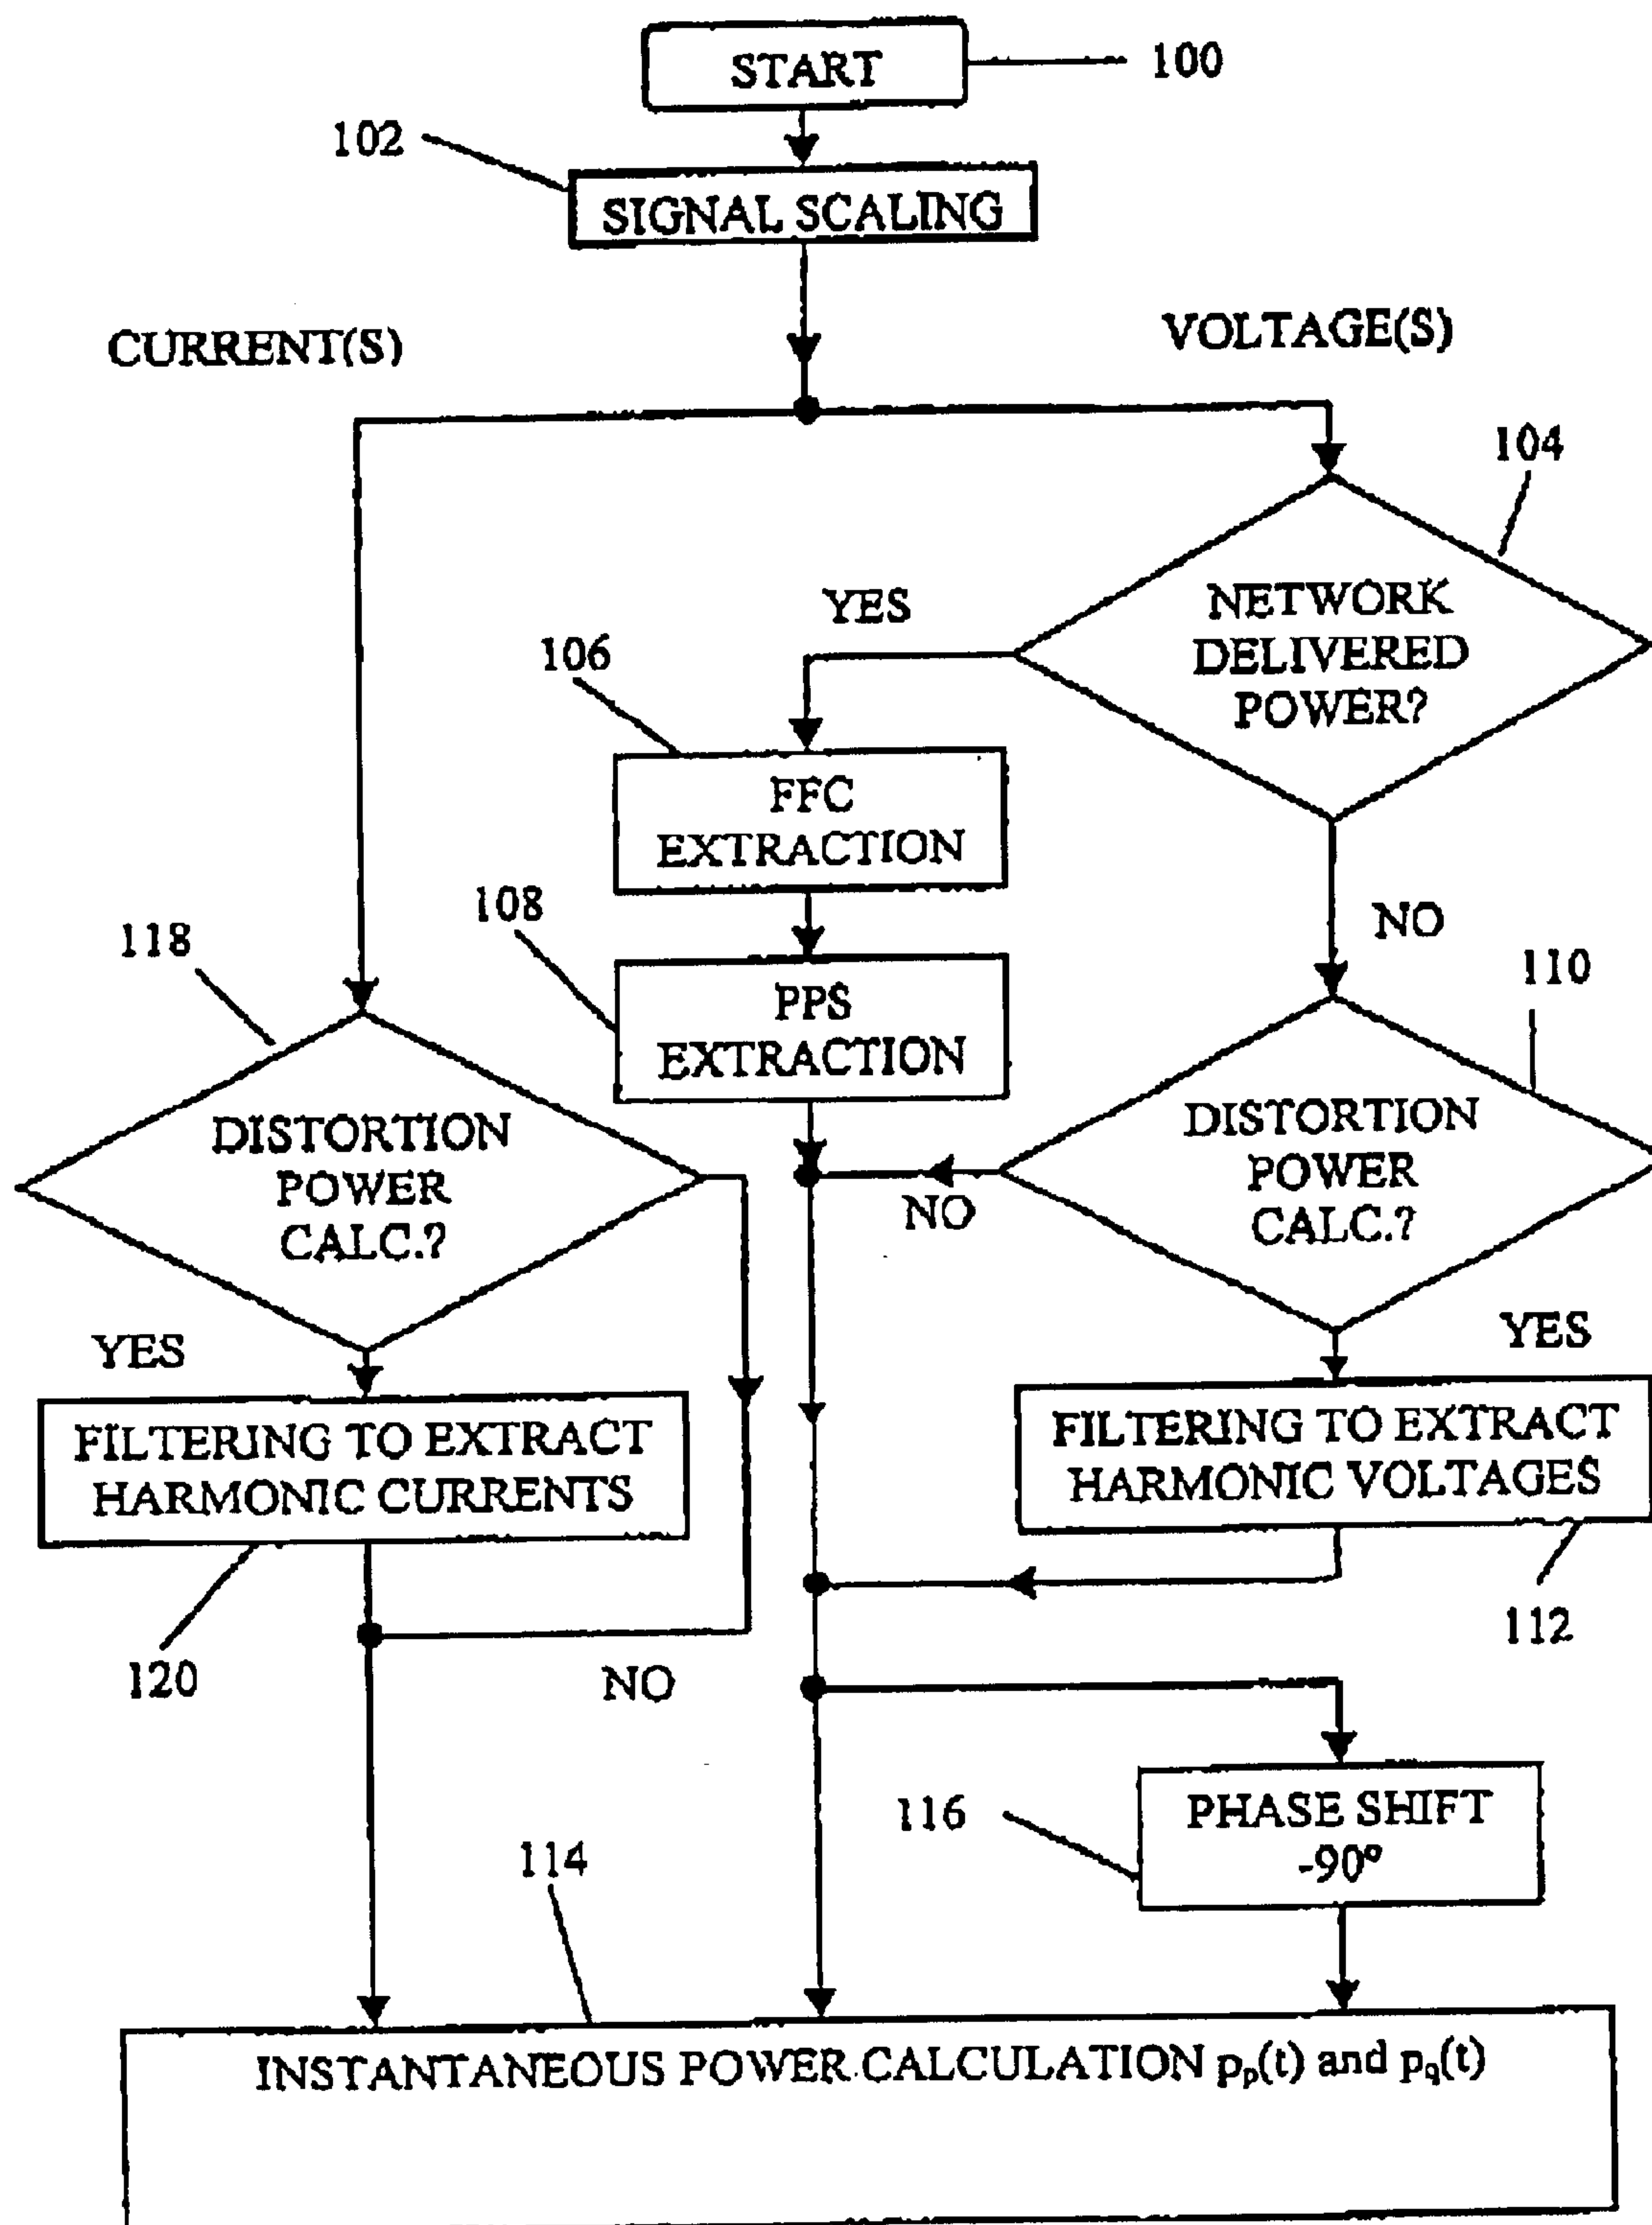 START
100
102
SIGNAL SCALING
CURRENT(S)
VOLTAGE(S)
104
YES
NETWORK
DELIVERED
POWER?
106
FFC
EXTRACTION
108
NO
118
110
PPS
EXTRACTION
DISTORTION
POWER
CALC.?
DISTORTION
POWER
CALC.?
NO
YES
YES
FILTERING TO EXTRACT
HARMONIC CURRENTS
FILTERING TO EXTRACT
HARMONIC VOLTAGES
120
NO
112
116
PHASE SHIFT
-90º
114
INSTANTANEOUS POWER CALCULATION pₚ(t) and p_q(t)